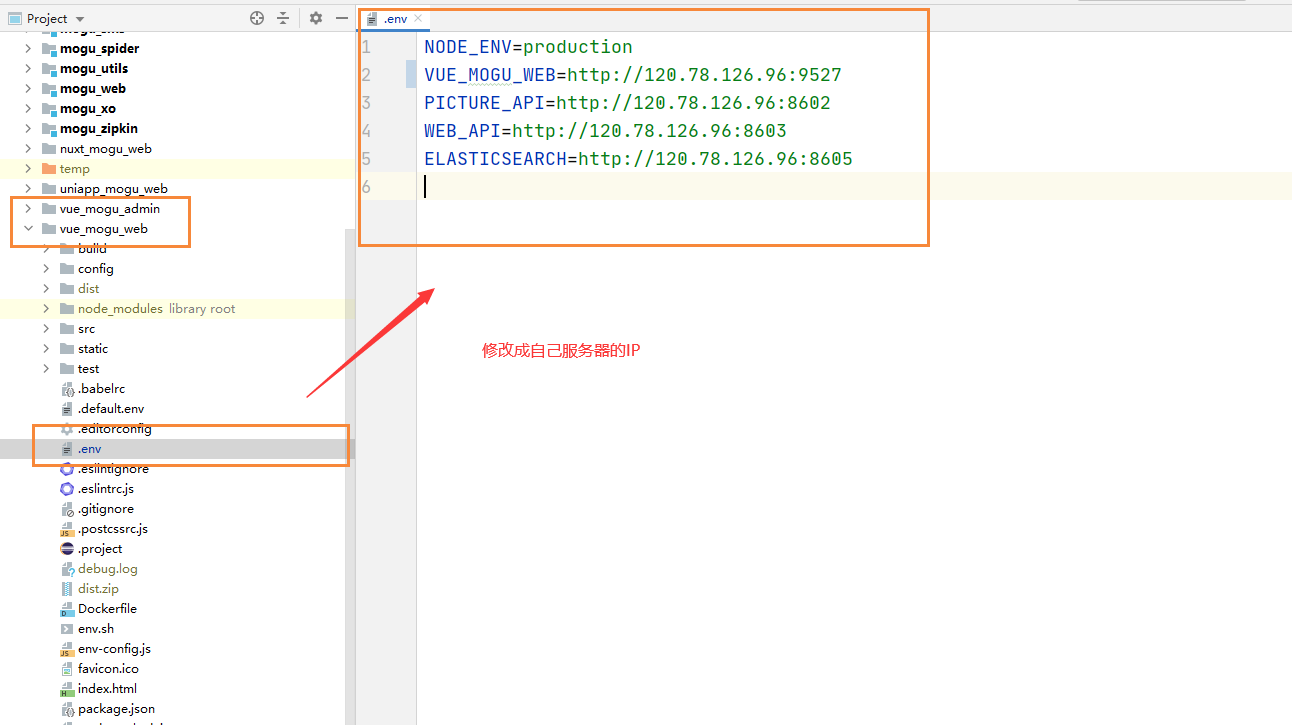 Project
mogu_spider
mogu_utils
mogu_web
mogu_xo
mogu_zipkin
nuxt_mogu_web
temp
uniapp_mogu_web
vue_mogu_admin
vue_mogu_web
build
config
dist
node_modules library root
src
static
test
.babelrc
.default.env
.editorconfig
.env
.eslintignore
.eslintrc.js
.gitignore
.postcssrc.js
.project
debug.log
dist.zip
Dockerfile
env.sh
env-config.js
favicon.ico
index.html
package.json
.env
1 NODE_ENV=production
2 VUE_MOGU_WEB=http://120.78.126.96:9527
3 PICTURE_API=http://120.78.126.96:8602
4 WEB_API=http://120.78.126.96:8603
5 ELASTICSEARCH=http://120.78.126.96:8605
6
修改成自己服务器的IP